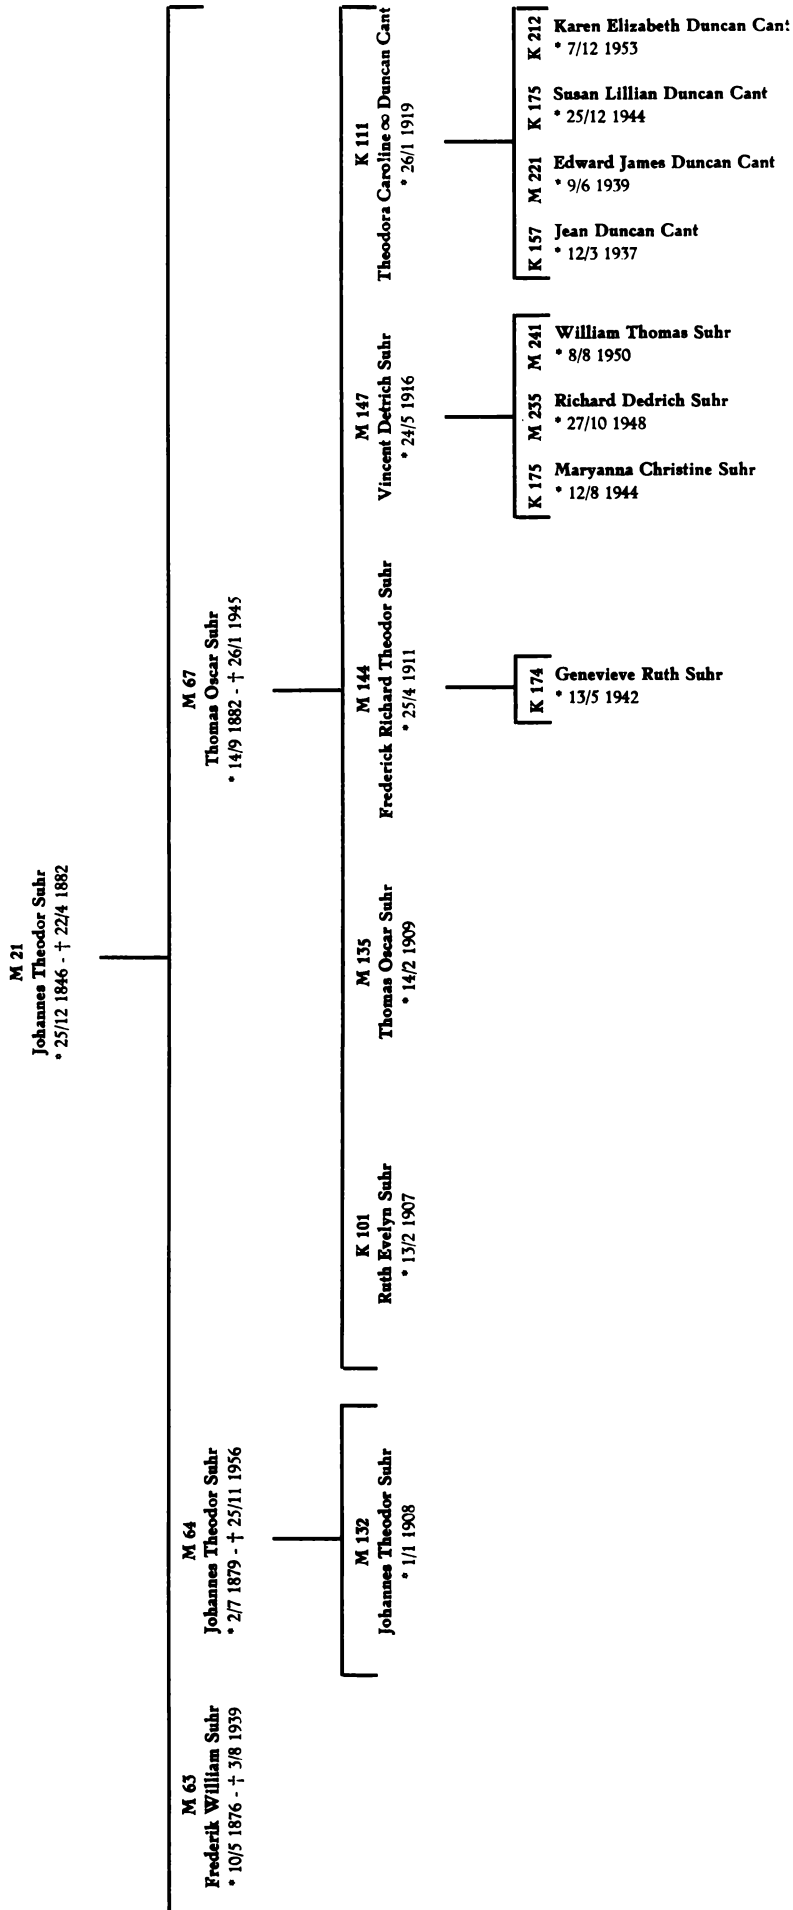 M 21
Johannes Theodor Suhr
* 25/12 1846 - † 22/4 1882
M 63
Frederik William Suhr
* 10/5 1876 - † 3/8 1939
M 64
Johannes Theodor Suhr
* 2/7 1879 - † 25/11 1956
M 67
Thomas Oscar Suhr
* 14/9 1882 - † 26/1 1945
M 132
Johannes Theodor Suhr
* 1/1 1908
K 101
Ruth Evelyn Suhr
* 13/2 1907
M 135
Thomas Oscar Suhr
* 14/2 1909
M 144
Frederick Richard Theodor Suhr
* 25/4 1911
M 147
Vincent Detrich Suhr
* 24/5 1916
K 111
Theodora Caroline ∞ Duncan Cant
* 26/1 1919
K 174
Genevieve Ruth Suhr
* 13/5 1942
K 175
Maryanna Christine Suhr
* 12/8 1944
M 235
Richard Dedrich Suhr
* 27/10 1948
M 241
William Thomas Suhr
* 8/8 1950
K 157
Jean Duncan Cant
* 12/3 1937
M 221
Edward James Duncan Cant
* 9/6 1939
K 175
Susan Lillian Duncan Cant
* 25/12 1944
K 212
Karen Elizabeth Duncan Cant
* 7/12 1953